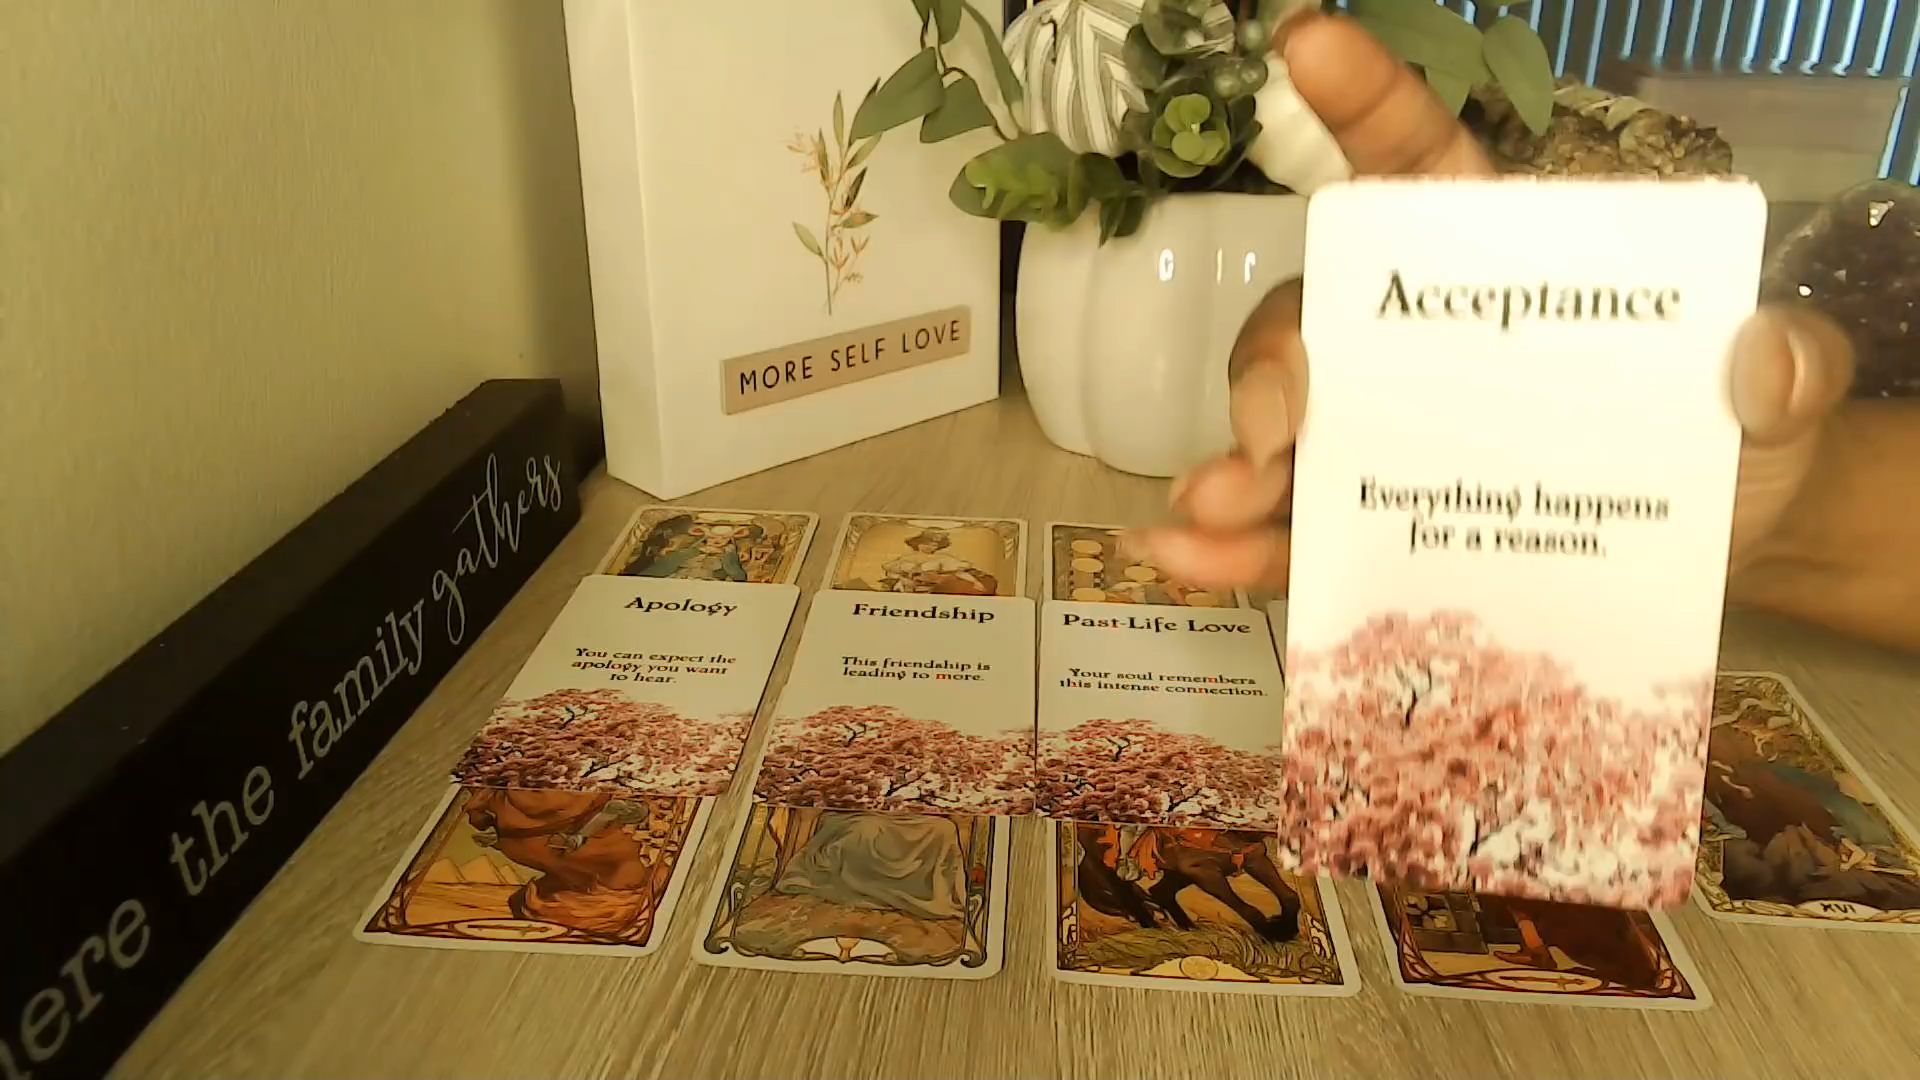 MORE SELF LOVE
here the family gathers
Acceptance
Everything happens
for a reason.
Apology
You can expect the
apology you want
to hear.
Friendship
This friendship is
leading to more.
Past-Life Love
Your soul remembers
this intense connection.
XVI